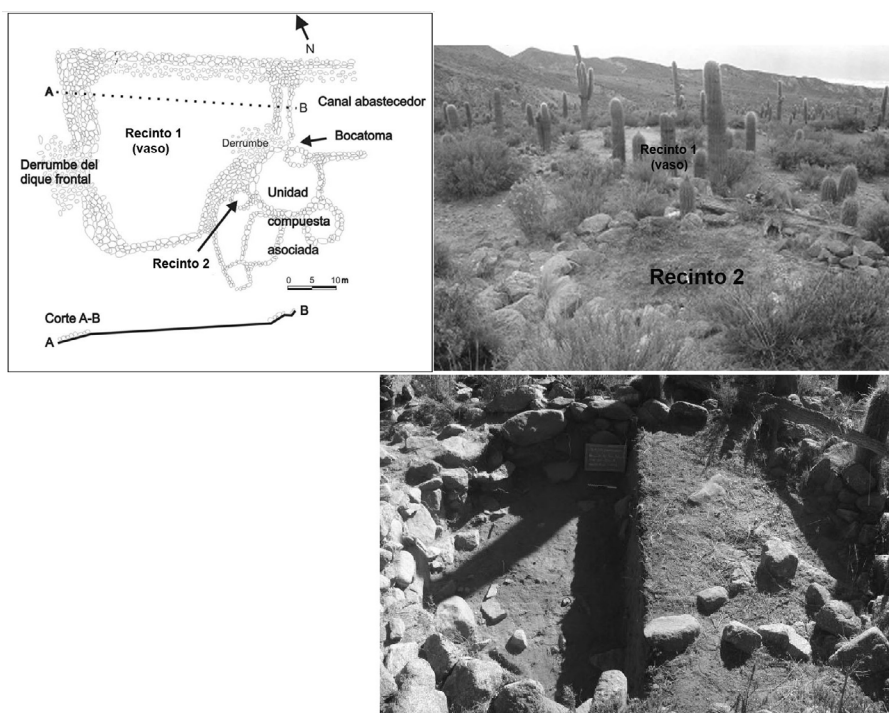 N
A
B
Canal abastecedor
Recinto 1
(vaso)
Derrumbe
Bocatoma
Derrumbe del
dique frontal
Unidad
compuesta
asociada
Recinto 2
0 5 10 m
Corte A-B
A
B
Recinto 1
(vaso)
Recinto 2